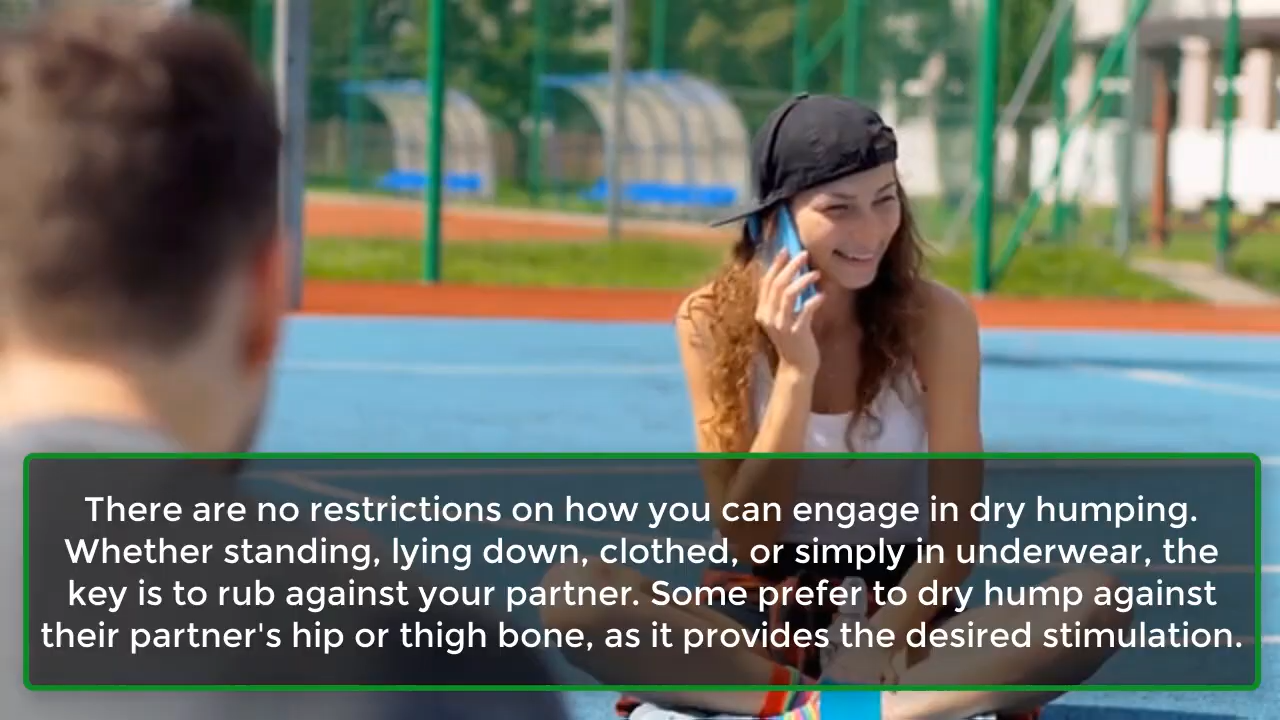 There are no restrictions on how you can engage in dry humping.
Whether standing, lying down, clothed, or simply in underwear, the
key is to rub against your partner. Some prefer to dry hump against
their partner's hip or thigh bone, as it provides the desired stimulation.